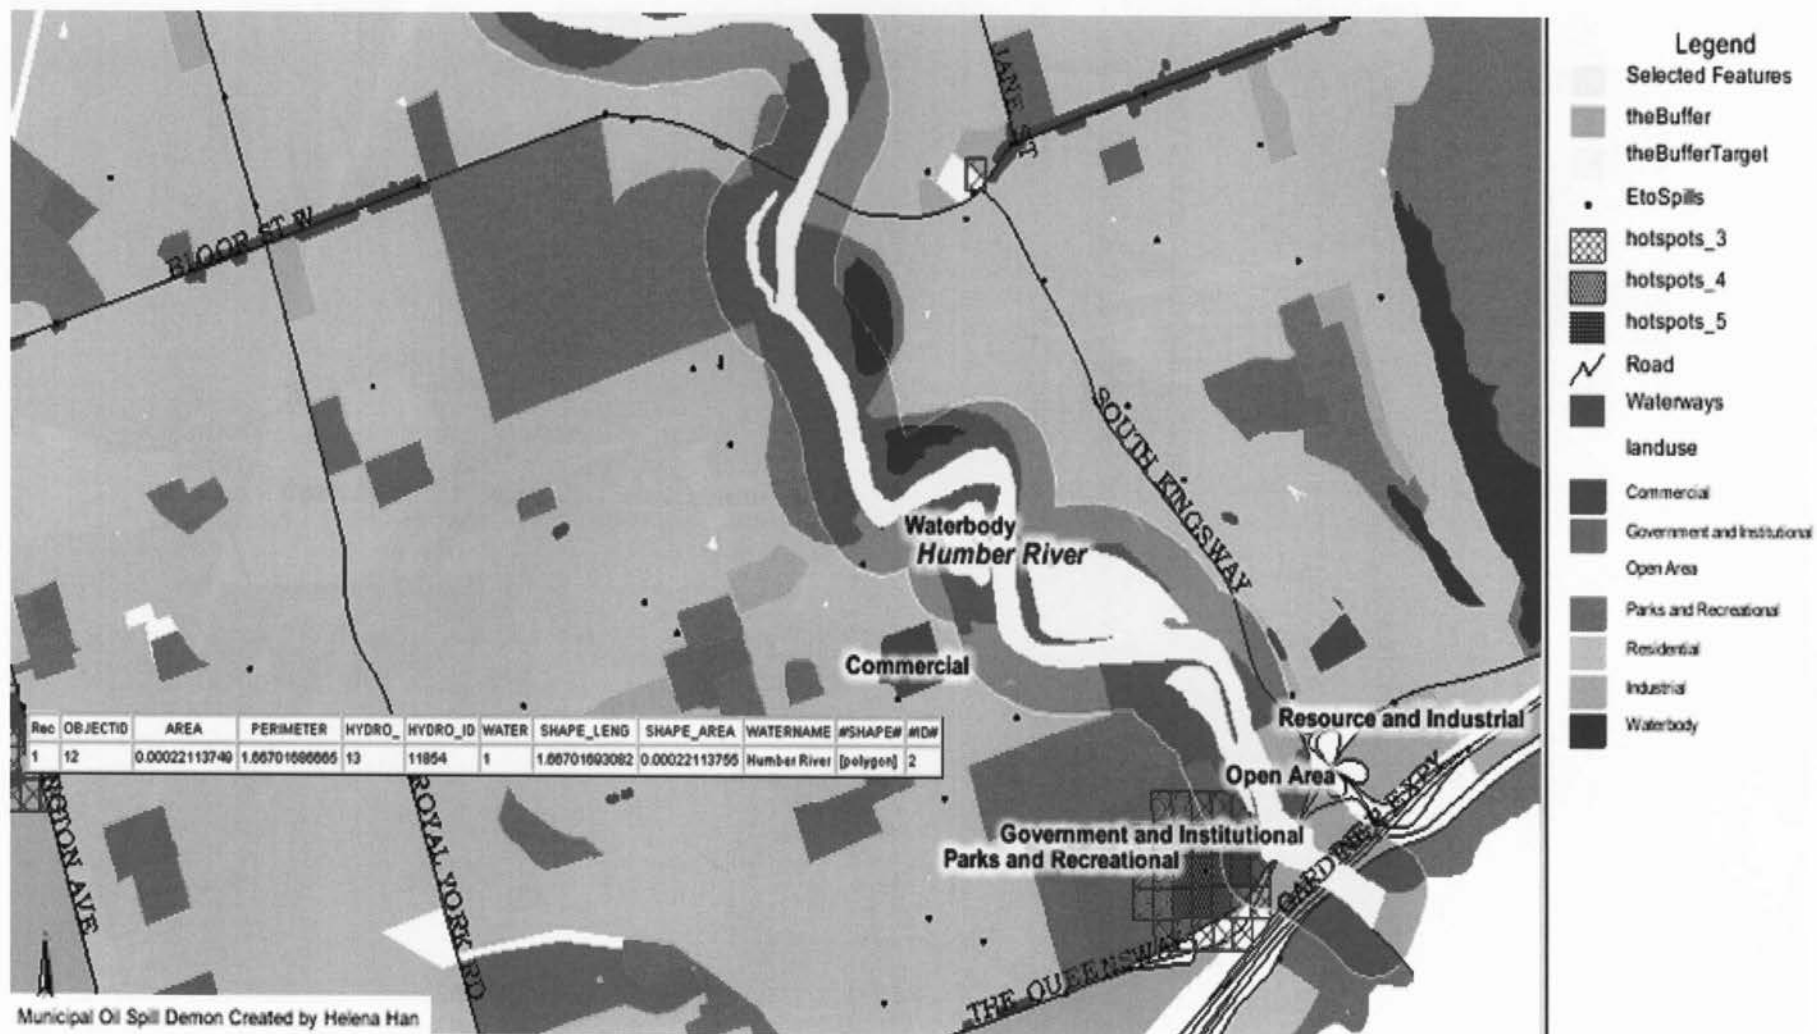 JANE ST
BLOOR ST W
SOUTH KINGSWAY
Waterbody
Humber River
Commercial
Resource and Industrial
Open Area
Government and Institutional
Parks and Recreational
GARDINER EXPY
THE QUEENSWAY
ROYAL YORK RD
NGTON AVE
Rec OBJECTID AREA PERIMETER HYDRO_ HYDRO_ID WATER SHAPE_LENG SHAPE_AREA WATERNAME #SHAPE# #ID#
1 12 0.00022113749 1.66701686665 13 11854 1 1.66701693082 0.00022113755 Humber River [polygon] 2
Municipal Oil Spill Demon Created by Helena Han
Legend
Selected Features
theBuffer
theBufferTarget
EtoSpills
hotspots_3
hotspots_4
hotspots_5
Road
Waterways
landuse
Commercial
Government and Institutional
Open Area
Parks and Recreational
Residential
Industrial
Waterbody